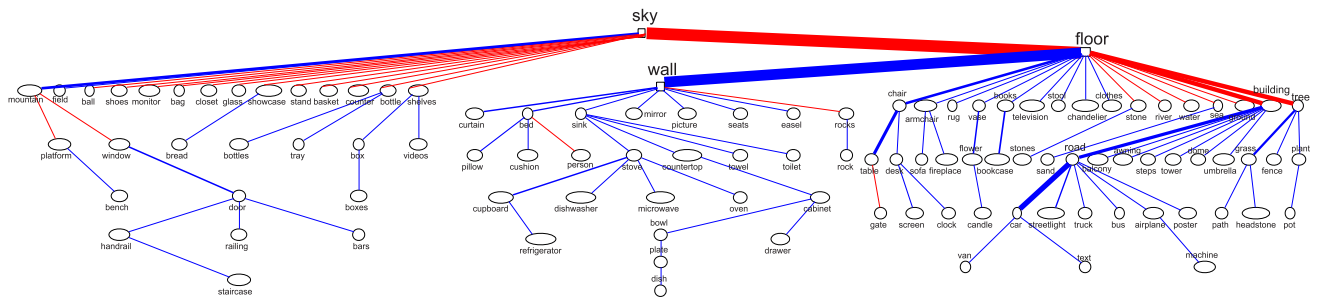 sky
floor
wall
mountain field ball shoes monitor bag closet glass showcase stand basket counter bottle shelves
chair armchair rug vase books television stool chandelier clothes stone river water sea ground building tree
curtain bed sink mirror picture seats easel rocks
platform window bread bottles tray box videos
pillow cushion person stove countertop towel toilet rock
table desk sofa fireplace flower bookcase stones sand road balcony awning steps tower dome umbrella grass fence plant
bench door boxes
cupboard dishwasher microwave oven cabinet
gate screen clock candle car streetlight truck bus airplane poster path headstone pot
handrail railing bars
refrigerator bowl plate drawer
van text machine
staircase dish